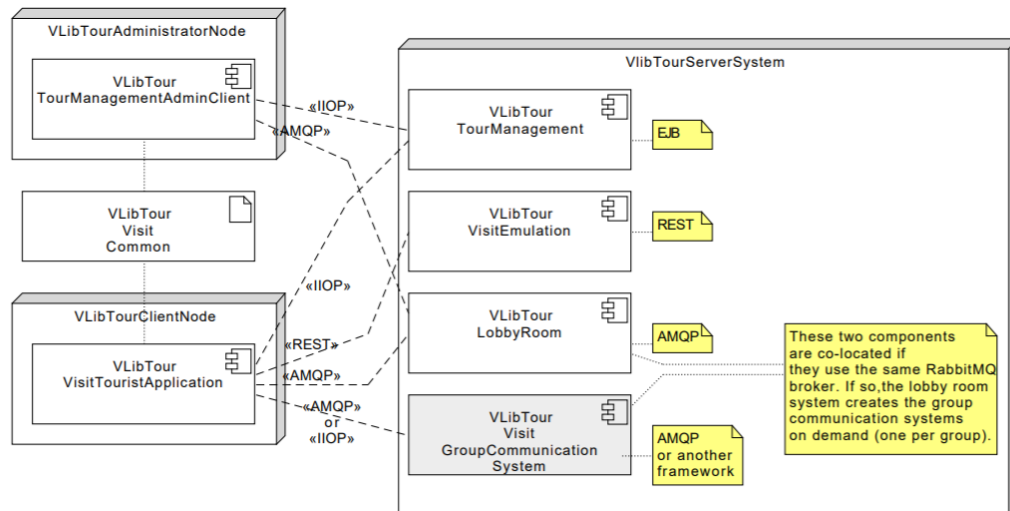 VLibTourAdministratorNode
VLibTour
TourManagementAdminClient
VLibTour
Visit
Common
VLibTourClientNode
VLibTour
VisitTouristApplication
«IIOP»
«AMQP»
«IIOP»
«REST»
«AMQP»
«AMQP»
or
«IIOP»
VlibTourServerSystem
VLibTour
TourManagement
EJB
VLibTour
VisitEmulation
REST
VLibTour
LobbyRoom
AMQP
VLibTour
Visit
GroupCommunication
System
AMQP
or another
framework
These two components
are co-located if
they use the same RabbitMQ
broker. If so,the lobby room
system creates the group
communication systems
on demand (one per group).